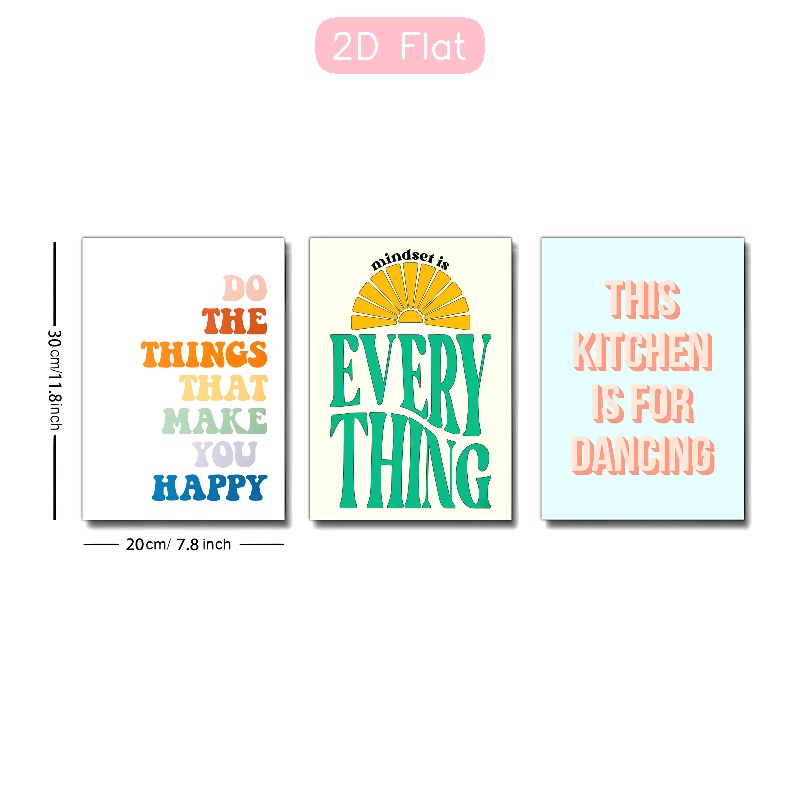 2D Flat
30cm/11.8inch
DO
THE
THINGS
THAT
MAKE
YOU
HAPPY
20cm/ 7.8 inch
mindset is
EVERY
THING
THIS
KITCHEN
IS FOR
DANCING